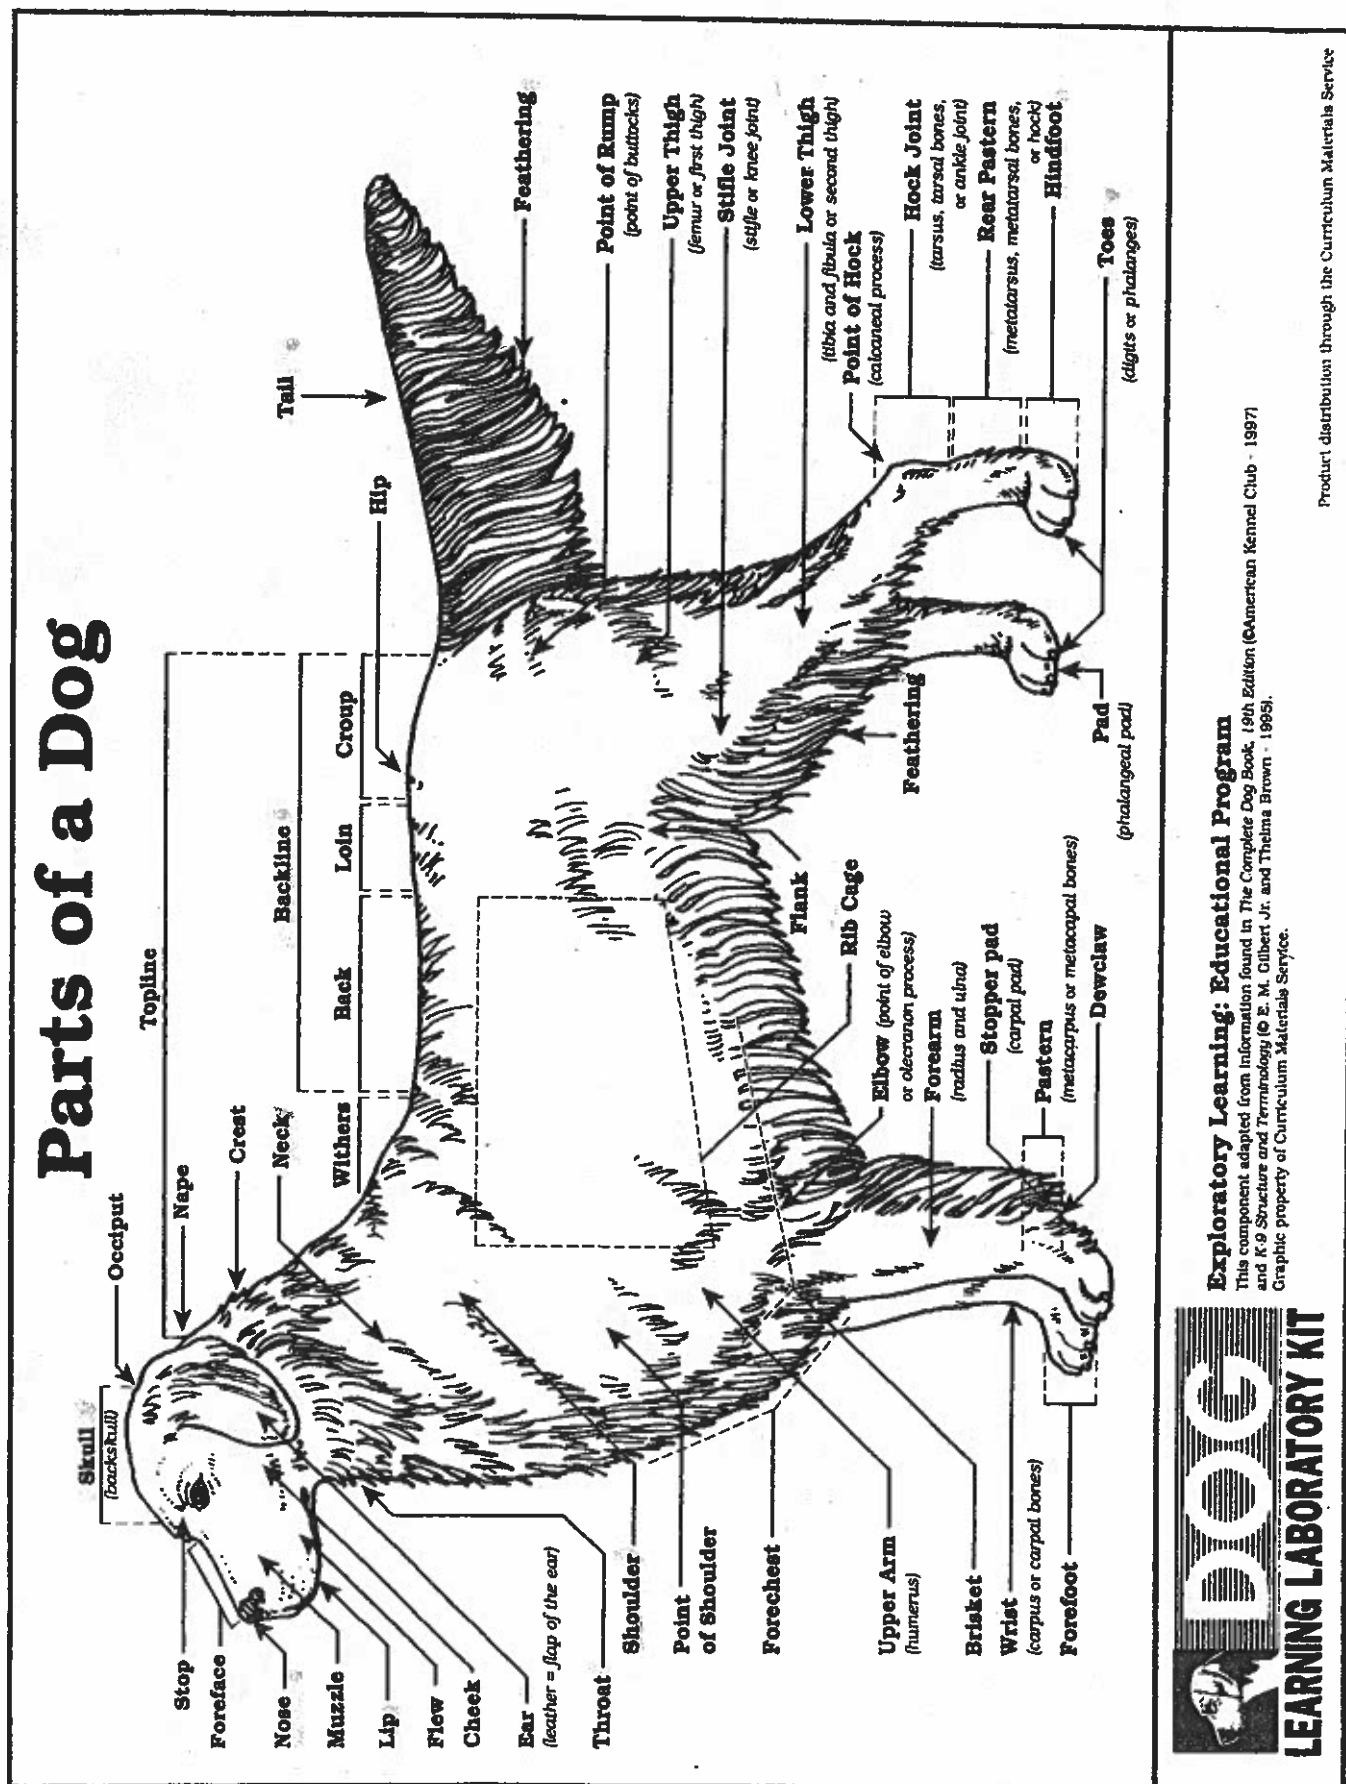 Parts of a Dog
Topline
Backline
Withers
Back
Loin
Croup
Hip
Tail
Feathering
Skull
(backskull)
Occiput
Nape
Crest
Neck
Stop
Foreface
Nose
Muzzle
Lip
Flew
Cheek
Ear
(leather = flap of the ear)
Throat
Shoulder
Point
of Shoulder
Forechest
Upper Arm
(humerus)
Brisket
Wrist
(corpus or carpal bones)
Forefoot
Flank
Rib Cage
Elbow (point of elbow
or olecranon process)
Forearm
(radius and ulna)
Stopper pad
(carpal pad)
Pastern
(metacarpus or metacapal bones)
Dewclaw
Feathering
Pad
(phalangeal pad)
Point of Rump
(point of buttocks)
Upper Thigh
(femur or first thigh)
Stifle Joint
(stifle or knee joint)
Lower Thigh
(tibia and fibula or second thigh)
Point of Hock
(calcaneal process)
Hock Joint
(tarsus, tarsal bones,
or ankle joint)
Rear Pastern
(metatarsus, metatarsal bones,
or hock)
Hindfoot
Toes
(digits or phalanges)
DOG
LEARNING LABORATORY KIT
Exploratory Learning: Educational Program
This component adapted from information found in The Complete Dog Book, 19th Edition (©American Kennel Club - 1997)
and K-9 Structure and Terminology (© E. M. Gilbert Jr. and Thelma Brown - 1995).
Graphic property of Curriculum Materials Service.
Product distribution through the Curriculum Materials Service